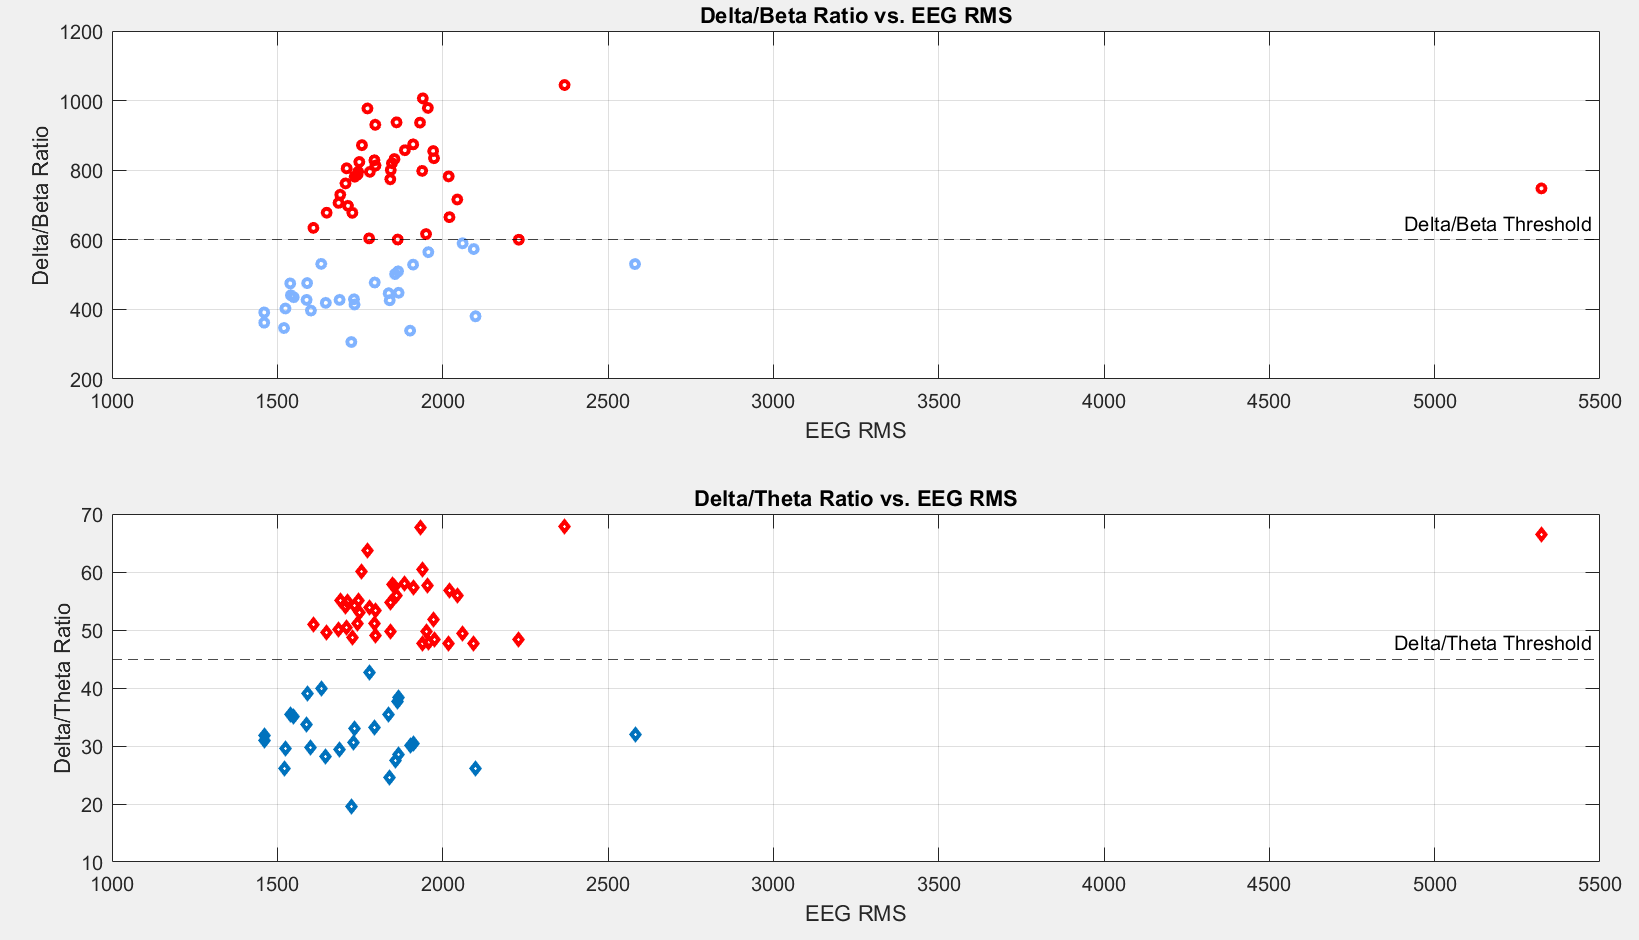 Delta/Beta Ratio vs. EEG RMS
1200
1000
800
600
400
200
Delta/Beta Ratio
Delta/Beta Threshold
1000 1500 2000 2500 3000 3500 4000 4500 5000 5500
EEG RMS
Delta/Theta Ratio vs. EEG RMS
70
60
50
40
30
20
10
Delta/Theta Ratio
Delta/Theta Threshold
1000 1500 2000 2500 3000 3500 4000 4500 5000 5500
EEG RMS